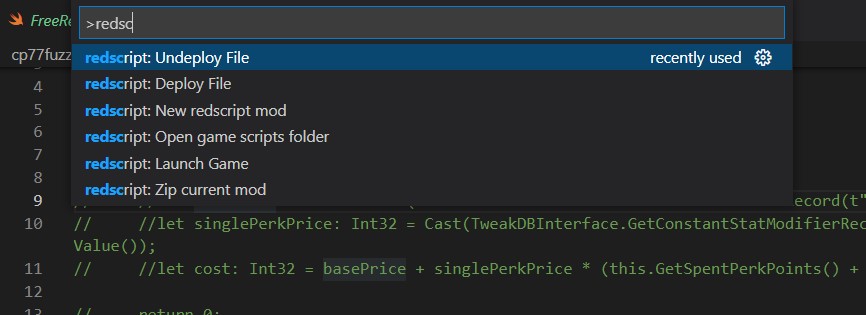 FreeRe
>redsc
cp77fuzz
redscript: Undeploy File recently used
redscript: Deploy File
redscript: New redscript mod
redscript: Open game scripts folder
redscript: Launch Game
redscript: Zip current mod
4
5
6
7
8
9 ecord(t"
10 // //let singlePerkPrice: Int32 = Cast(TweakDBInterface.GetConstantStatModifierRec
Value());
11 // //let cost: Int32 = basePrice + singlePerkPrice * (this.GetSpentPerkPoints() +
12
13 // return 0;